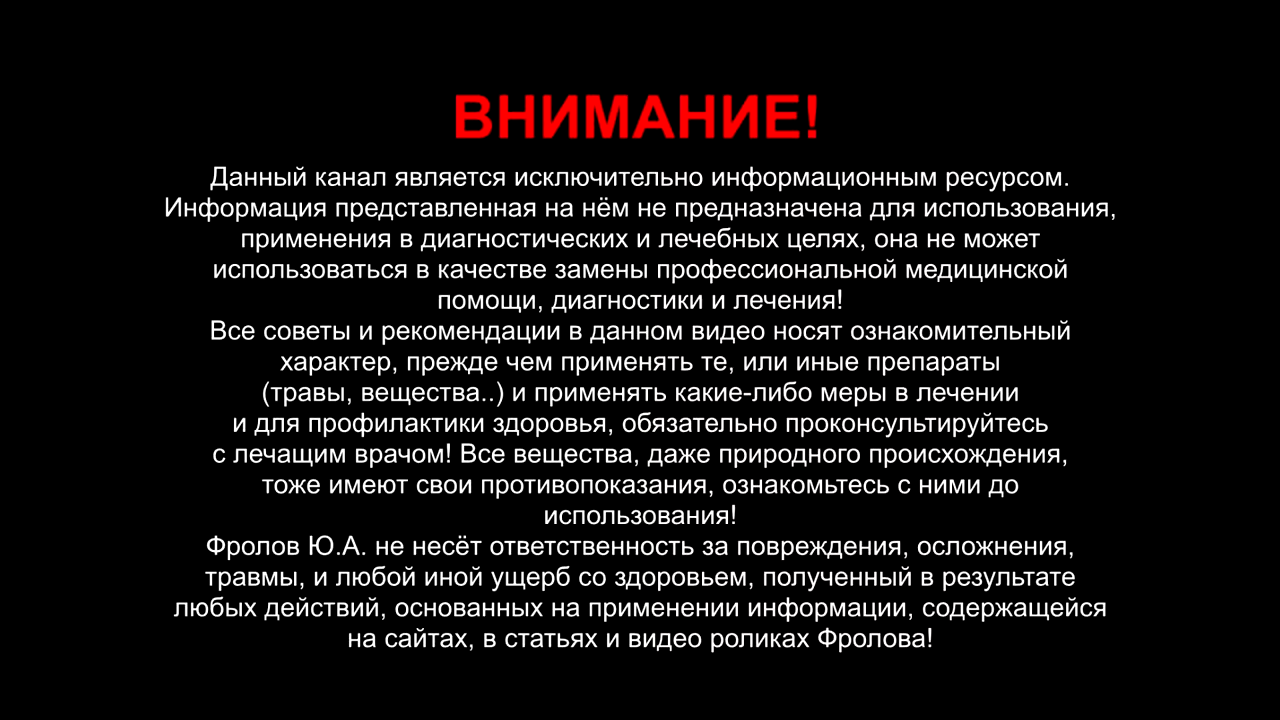 ВНИМАНИЕ!
Данный канал является исключительно информационным ресурсом.
Информация представленная на нём не предназначена для использования,
применения в диагностических и лечебных целях, она не может
использоваться в качестве замены профессиональной медицинской
помощи, диагностики и лечения!
Все советы и рекомендации в данном видео носят ознакомительный
характер, прежде чем применять те, или иные препараты
(травы, вещества..) и применять какие-либо меры в лечении
и для профилактики здоровья, обязательно проконсультируйтесь
с лечащим врачом! Все вещества, даже природного происхождения,
тоже имеют свои противопоказания, ознакомьтесь с ними до
использования!
Фролов Ю.А. не несёт ответственность за повреждения, осложнения,
травмы, и любой иной ущерб со здоровьем, полученный в результате
любых действий, основанных на применении информации, содержащейся
на сайтах, в статьях и видео роликах Фролова!